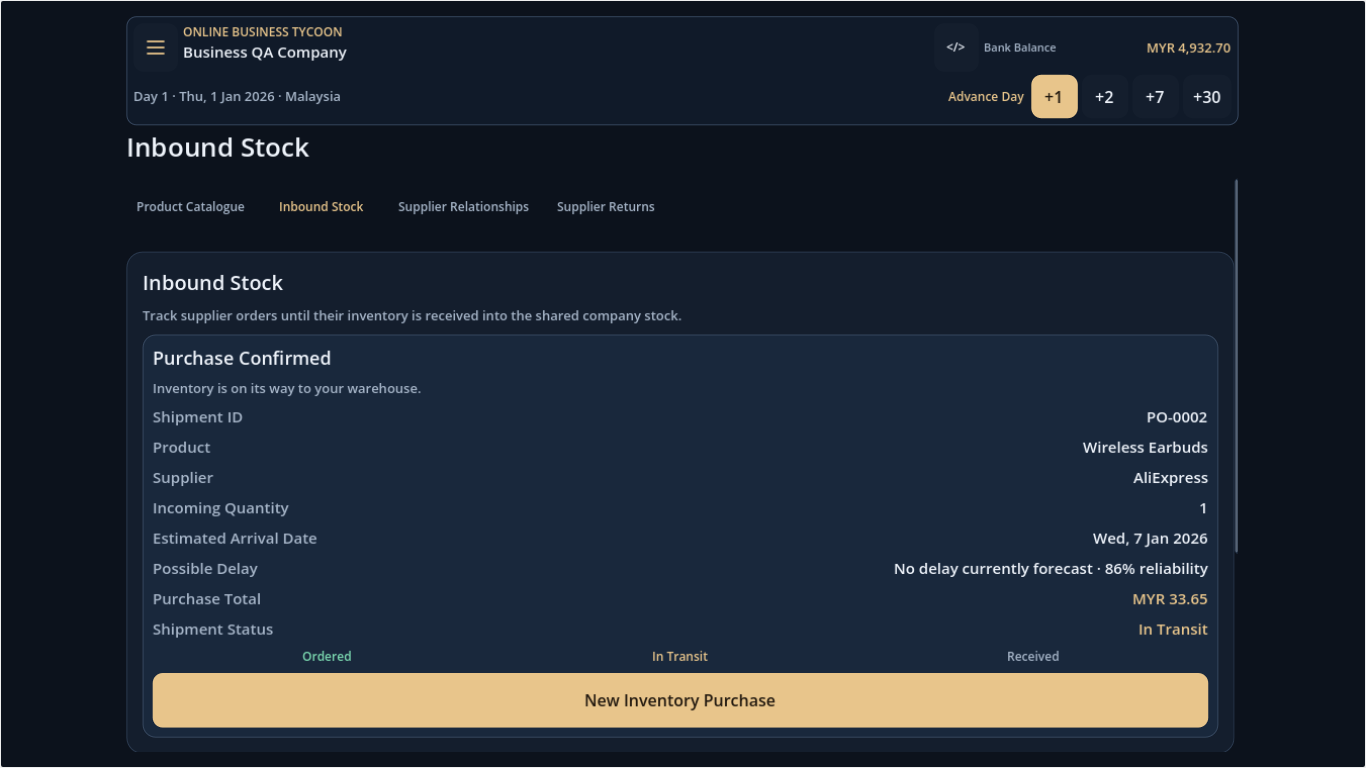 ONLINE BUSINESS TYCOON
Business QA Company
</>
Bank Balance
MYR 4,932.70
Day 1 · Thu, 1 Jan 2026 · Malaysia
Advance Day
+1
+2
+7
+30
Inbound Stock
Product Catalogue
Inbound Stock
Supplier Relationships
Supplier Returns
Inbound Stock
Track supplier orders until their inventory is received into the shared company stock.
Purchase Confirmed
Inventory is on its way to your warehouse.
Shipment ID
PO-0002
Product
Wireless Earbuds
Supplier
AliExpress
Incoming Quantity
1
Estimated Arrival Date
Wed, 7 Jan 2026
Possible Delay
No delay currently forecast · 86% reliability
Purchase Total
MYR 33.65
Shipment Status
In Transit
Ordered
In Transit
Received
New Inventory Purchase